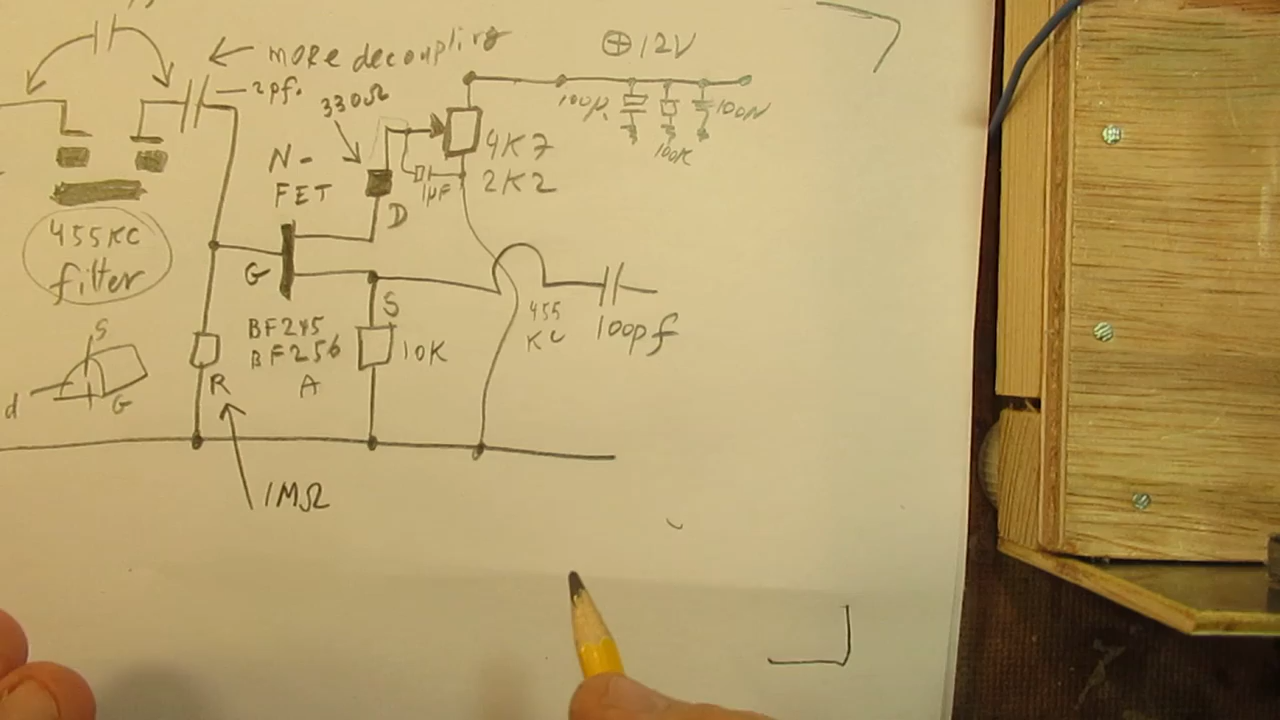 more decoupling
2pf.
330Ω
⊕ 12V
100µ
100N
100K
N-
FET
4K7
2K2
1µF
D
455KC
filter
G
S
BF245
BF256
A
10K
455
KC
100pf
S
d
G
R
1MΩ